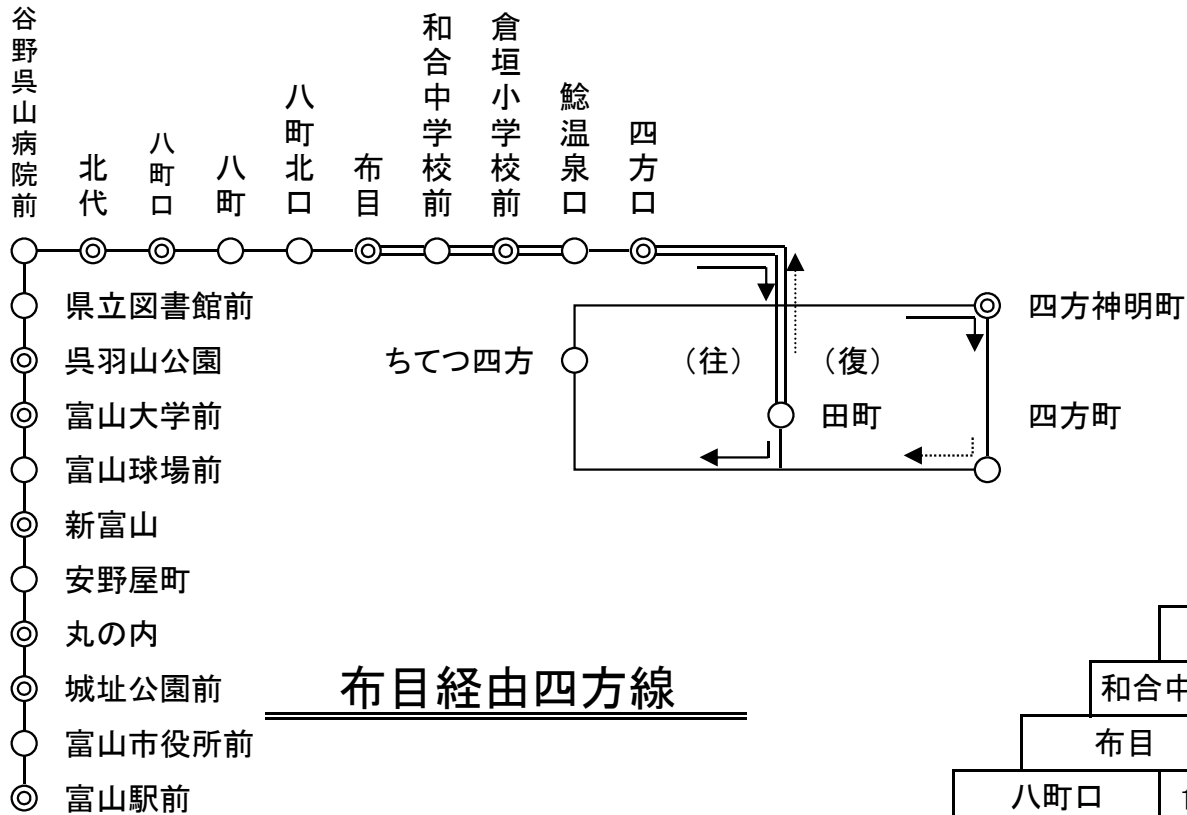 谷野呉山病院前
北代
八町口
八町
八町北口
布目
和合中学校前
倉垣小学校前
鯰温泉口
四方口
県立図書館前
呉羽山公園
富山大学前
富山球場前
新富山
安野屋町
丸の内
城址公園前
富山市役所前
富山駅前
四方神明町
ちてつ四方
（往）
（復）
田町
四方町
布目経由四方線
和合中
布目
八町口